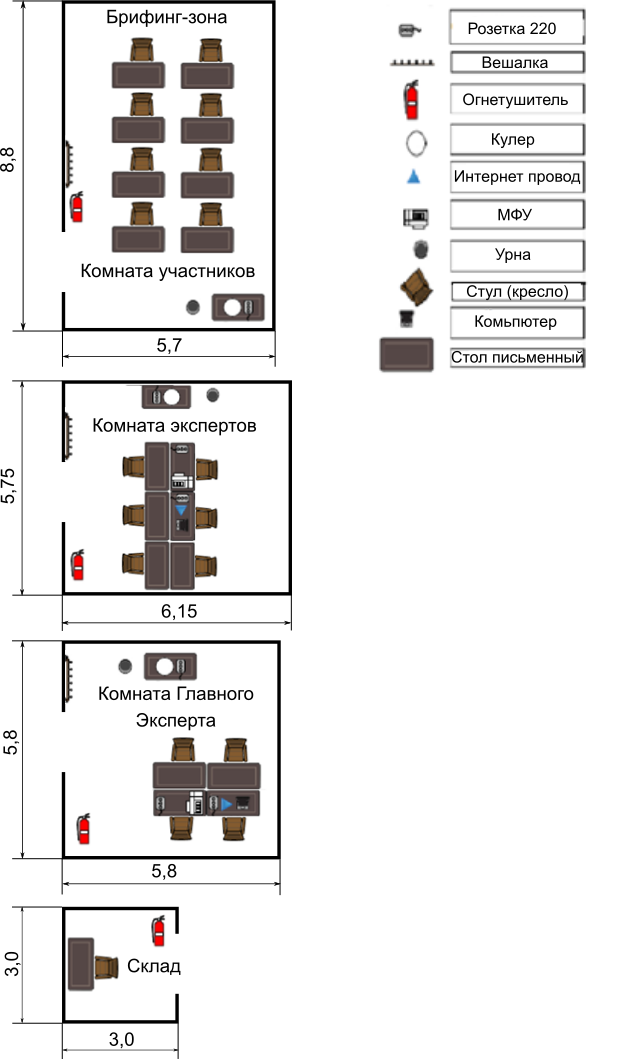 Брифинг-зона
8,8
Комната участников
5,7
Розетка 220
Вешалка
Огнетушитель
Кулер
Интернет провод
МФУ
Урна
Стул (кресло)
Комьпютер
Стол письменный
Комната экспертов
5,75
6,15
Комната Главного
Эксперта
5,8
5,8
Склад
3,0
3,0